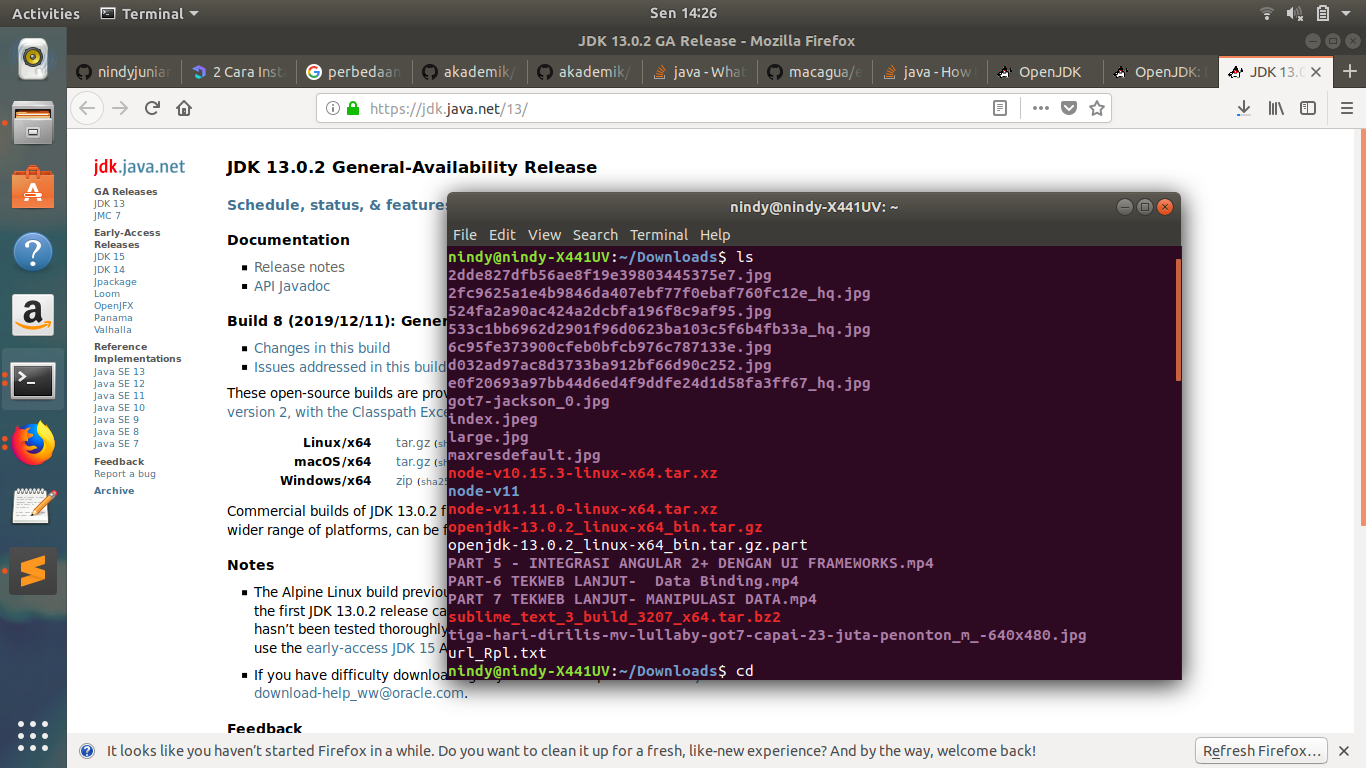 Activities
Terminal
Sen 14:26
JDK 13.0.2 GA Release - Mozilla Firefox
nindyjuniar
2 Cara Inst
perbedaan
akademik/
akademik/
java - What
macagua/e
java - How
OpenJDK
OpenJDK:
JDK 13.0
https://jdk.java.net/13/
jdk.java.net
GA Releases
JDK 13
JMC 7
Early-Access
Releases
JDK 15
JDK 14
Jpackage
Loom
OpenJFX
Panama
Valhalla
Reference
Implementations
Java SE 13
Java SE 12
Java SE 11
Java SE 10
Java SE 9
Java SE 8
Java SE 7
Feedback
Report a bug
Archive
JDK 13.0.2 General-Availability Release
Schedule, status, & features
Documentation
Release notes
API Javadoc
Build 8 (2019/12/11): Gener
Changes in this build
Issues addressed in this build
These open-source builds are prov
version 2, with the Classpath Exce
Linux/x64 tar.gz (sh
macOS/x64 tar.gz (sh
Windows/x64 zip (sha25
Commercial builds of JDK 13.0.2 f
wider range of platforms, can be f
Notes
The Alpine Linux build previou
the first JDK 13.0.2 release ca
hasn't been tested thoroughly
use the early-access JDK 15 A
If you have difficulty download
download-help_ww@oracle.com.
Feedback
nindy@nindy-X441UV: ~
File Edit View Search Terminal Help
nindy@nindy-X441UV:~/Downloads$ ls
2dde827dfb56ae8f19e39803445375e7.jpg
2fc9625a1e4b9846da407ebf77f0ebaf760fc12e_hq.jpg
524fa2a90ac424a2dcbfa196f8c9af95.jpg
533c1bb6962d2901f96d0623ba103c5f6b4fb33a_hq.jpg
6c95fe373900cfeb0bfcb976c787133e.jpg
d032ad97ac8d3733ba912bf66d90c252.jpg
e0f20693a97bb44d6ed4f9ddfe24d1d58fa3ff67_hq.jpg
got7-jackson_0.jpg
index.jpeg
large.jpg
maxresdefault.jpg
node-v10.15.3-linux-x64.tar.xz
node-v11
node-v11.11.0-linux-x64.tar.xz
openjdk-13.0.2_linux-x64_bin.tar.gz
openjdk-13.0.2_linux-x64_bin.tar.gz.part
PART 5 - INTEGRASI ANGULAR 2+ DENGAN UI FRAMEWORKS.mp4
PART-6 TEKWEB LANJUT-  Data Binding.mp4
PART 7 TEKWEB LANJUT- MANIPULASI DATA.mp4
sublime_text_3_build_3207_x64.tar.bz2
tiga-hari-dirilis-mv-lullaby-got7-capai-23-juta-penonton_m_-640x480.jpg
url_Rpl.txt
nindy@nindy-X441UV:~/Downloads$ cd
It looks like you haven't started Firefox in a while. Do you want to clean it up for a fresh, like-new experience? And by the way, welcome back!
Refresh Firefox...